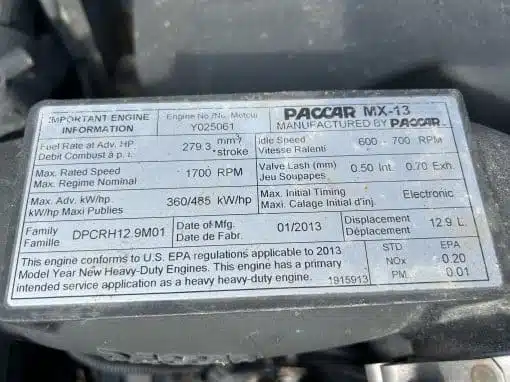 IMPORTANT ENGINE
INFORMATION
Engine No./No. Moteur
Y025061
PACCAR MX-13
MANUFACTURED BY PACCAR
Fuel Rate at Adv. HP
Debit Combust à p. i.
279.3 mm³/stroke
Idle Speed
Vitesse Ralenti
600 - 700 RPM
Max. Rated Speed
Max. Regime Nominal
1700 RPM
Valve Lash (mm)
Jeu Soupapes
0.50 Int. 0.70 Exh.
Max. Adv. kW/hp
kW/hp Maxi Publies
360/485 kW/hp
Max. Initial Timing
Maxi. Calage Initial d'inj.
Electronic
Family
Famille
DPCRH12.9M01
Date of Mfg.
Date de Fabr.
01/2013
Displacement
Déplacement
12.9 L.
This engine conforms to U.S. EPA regulations applicable to 2013
Model Year New Heavy-Duty Engines. This engine has a primary
intended service application as a heavy heavy-duty engine.
1915913
STD EPA
NOx 0.20
PM 0.01